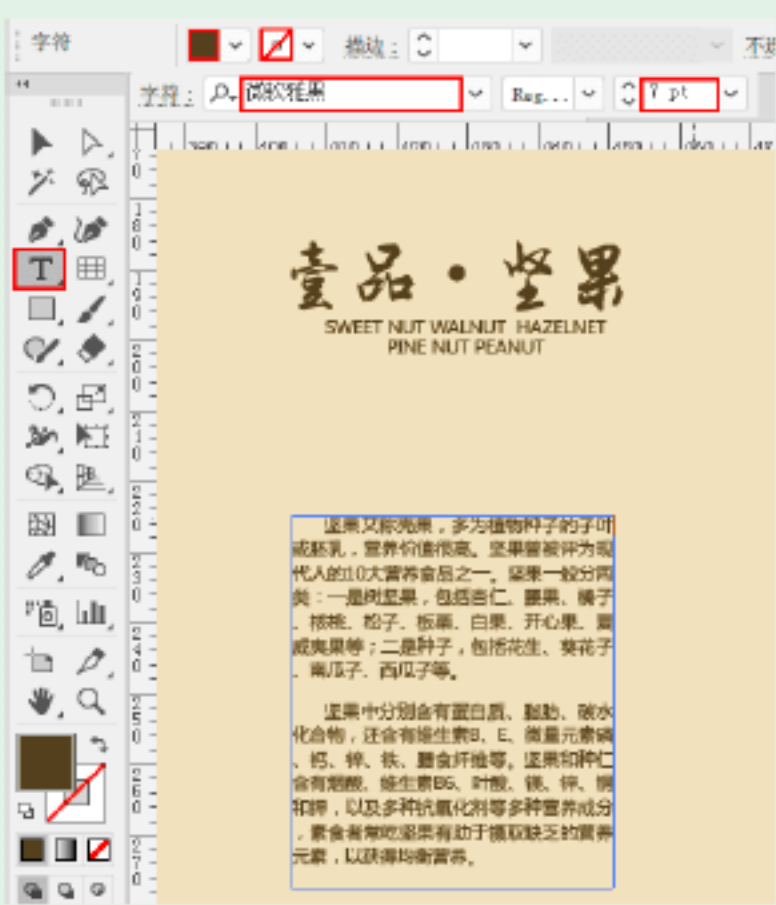 字符
描边：
字符：
微软雅黑
Reg...
7 pt
壹品·坚果
SWEET NUT WALNUT HAZELNET
PINE NUT PEANUT
坚果又称壳果，多为植物种子的子叶
或胚乳，营养价值很高。坚果曾被评为现
代人的10大营养食品之一。坚果一般分两
类：一是树坚果，包括杏仁、腰果、榛子
、核桃、松子、板栗、白果、开心果、夏
威夷果等；二是种子，包括花生、葵花子
、南瓜子、西瓜子等。
坚果中分别含有蛋白质、脂肪、碳水
化合物，还含有维生素B、E、微量元素磷
、钙、锌、铁、膳食纤维等。坚果和种仁
含有烟酸、维生素B6、叶酸、镁、锌、铜
和钾，以及多种抗氧化剂等多种营养成分
，素食者常吃坚果有助于摄取缺乏的营养
元素，以获得均衡营养。